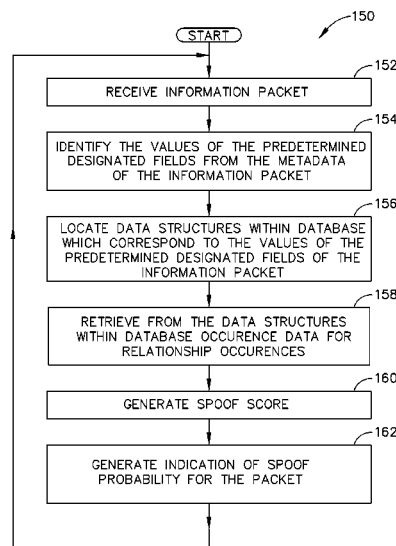 150
START
152
RECEIVE INFORMATION PACKET
154
IDENTIFY THE VALUES OF THE PREDETERMINED
DESIGNATED FIELDS FROM THE METADATA
OF THE INFORMATION PACKET
156
LOCATE DATA STRUCTURES WITHIN DATABASE
WHICH CORRESPOND TO THE VALUES OF THE
PREDETERMINED DESIGNATED FIELDS OF THE
INFORMATION PACKET
158
RETRIEVE FROM THE DATA STRUCTURES
WITHIN DATABASE OCCURENCE DATA FOR
RELATIONSHIP OCCURENCES
160
GENERATE SPOOF SCORE
162
GENERATE INDICATION OF SPOOF
PROBABILITY FOR THE PACKET